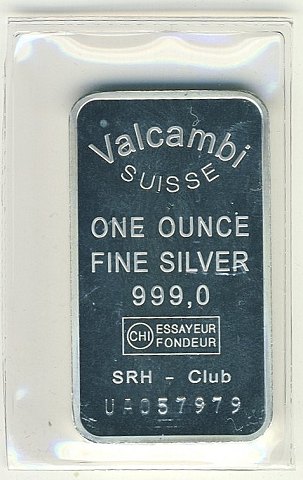 Valcambi
SUISSE
ONE OUNCE
FINE SILVER
999,0
CHI ESSAYEUR
FONDEUR
SRH - Club
UA057979